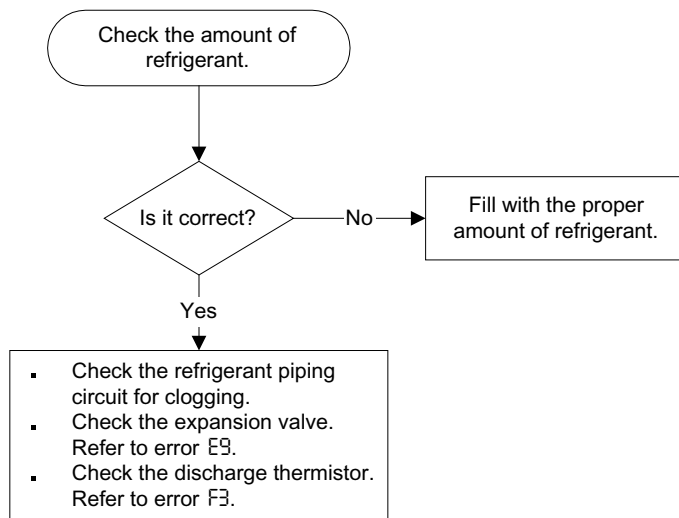 Check the amount of
refrigerant.
Is it correct?
No
Fill with the proper
amount of refrigerant.
Yes
▪ Check the refrigerant piping
circuit for clogging.
▪ Check the expansion valve.
Refer to error E9.
▪ Check the discharge thermistor.
Refer to error F3.